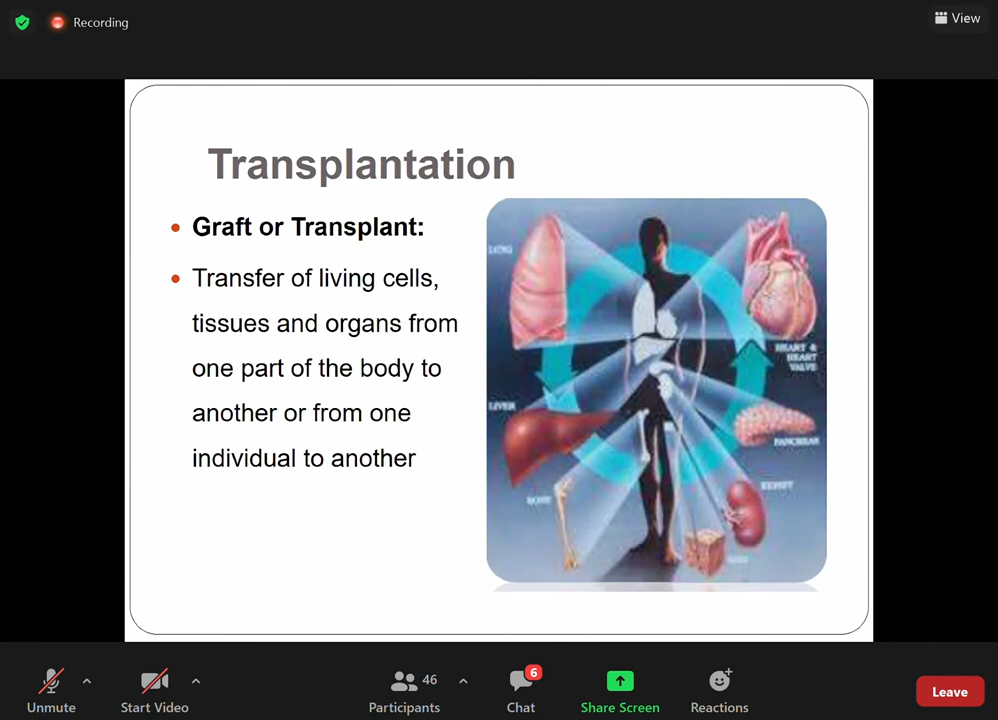 Recording
View
Transplantation
Graft or Transplant:
Transfer of living cells,
tissues and organs from
one part of the body to
another or from one
individual to another
LUNG
HEART &
HEART
VALVE
LIVER
PANCREAS
KIDNEY
BONE
Unmute
Start Video
46
Participants
6
Chat
Share Screen
Reactions
Leave